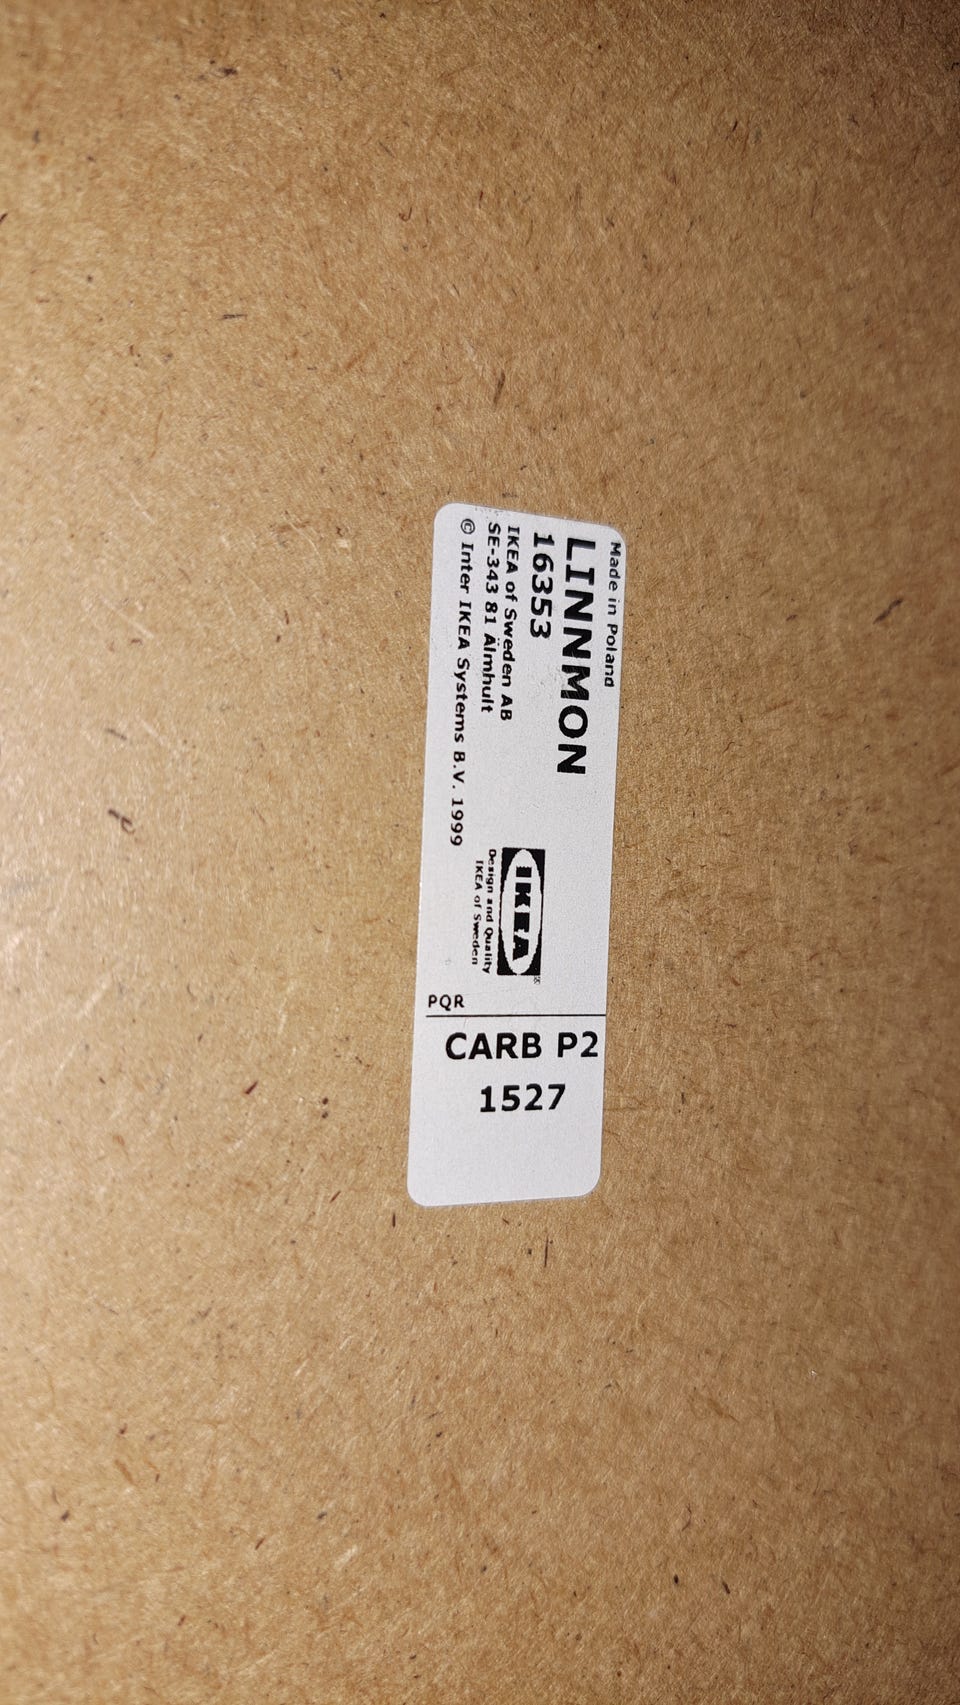 Made in Poland
LINNMON
16353
IKEA of Sweden AB
SE-343 81 Älmhult
© Inter IKEA Systems B.V. 1999
IKEA®
Design and Quality
IKEA of Sweden
PQR
CARB P2
1527